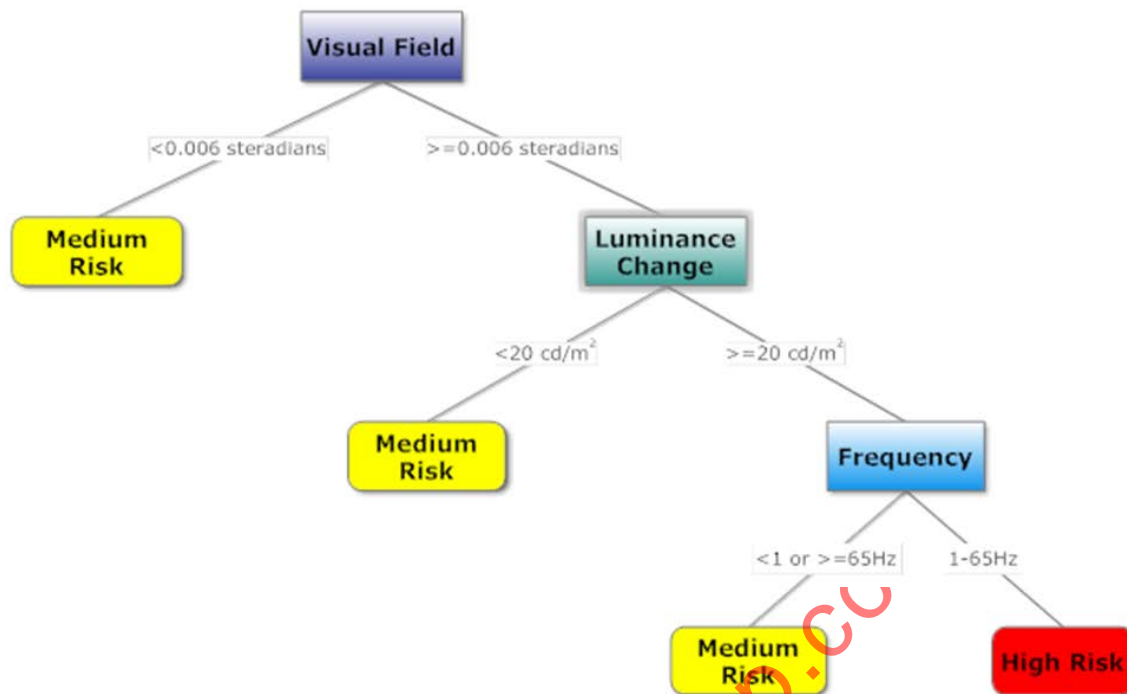 Visual Field
<0.006 steradians
>=0.006 steradians
Medium
Risk
Luminance
Change
<20 cd/m²
>=20 cd/m²
Medium
Risk
Frequency
<1 or >=65Hz
1-65Hz
Medium
Risk
High Risk